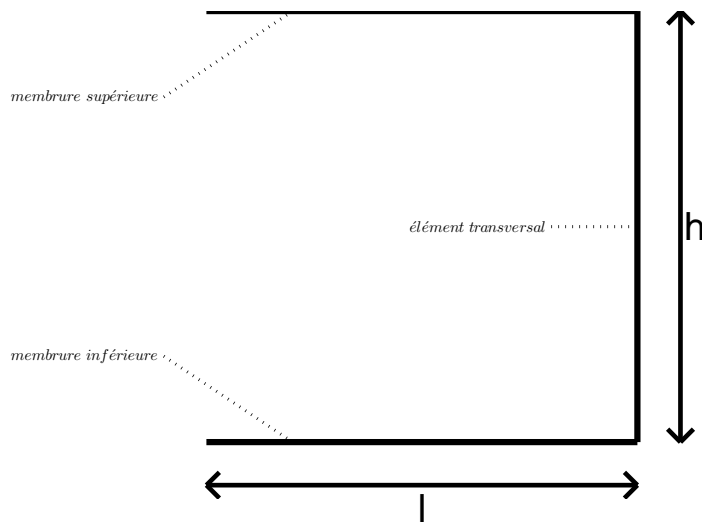 membrure supérieure
élément transversal
h
membrure inférieure
l